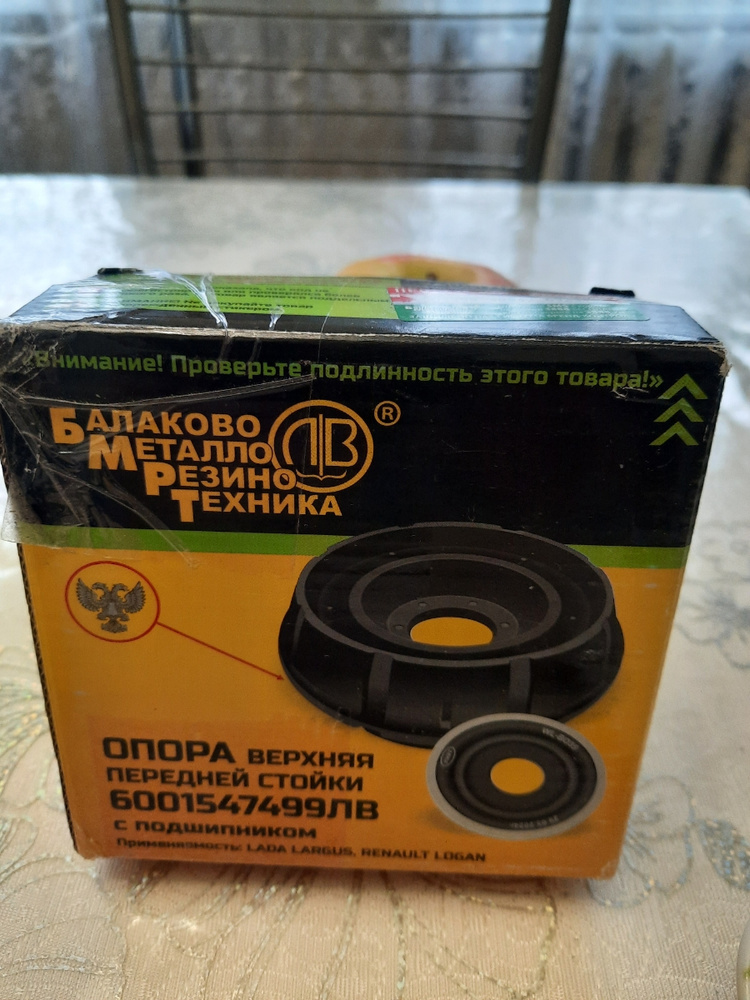 Внимание! Проверьте подлинность этого товара!»
БАЛАКОВО
МЕТАЛЛО
РЕЗИНО
ТЕХНИКА
ЛВ
®
ОПОРА ВЕРХНЯЯ
ПЕРЕДНЕЙ СТОЙКИ
6001547499ЛВ
С ПОДШИПНИКОМ
Применяемость: LADA LARGUS, RENAULT LOGAN